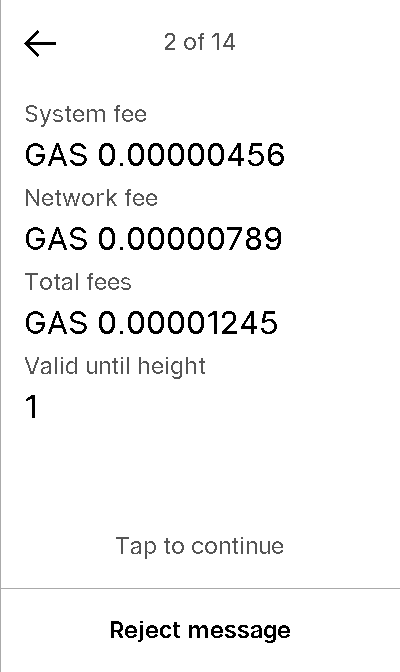 2 of 14
System fee
GAS 0.00000456
Network fee
GAS 0.00000789
Total fees
GAS 0.00001245
Valid until height
1
Tap to continue
Reject message